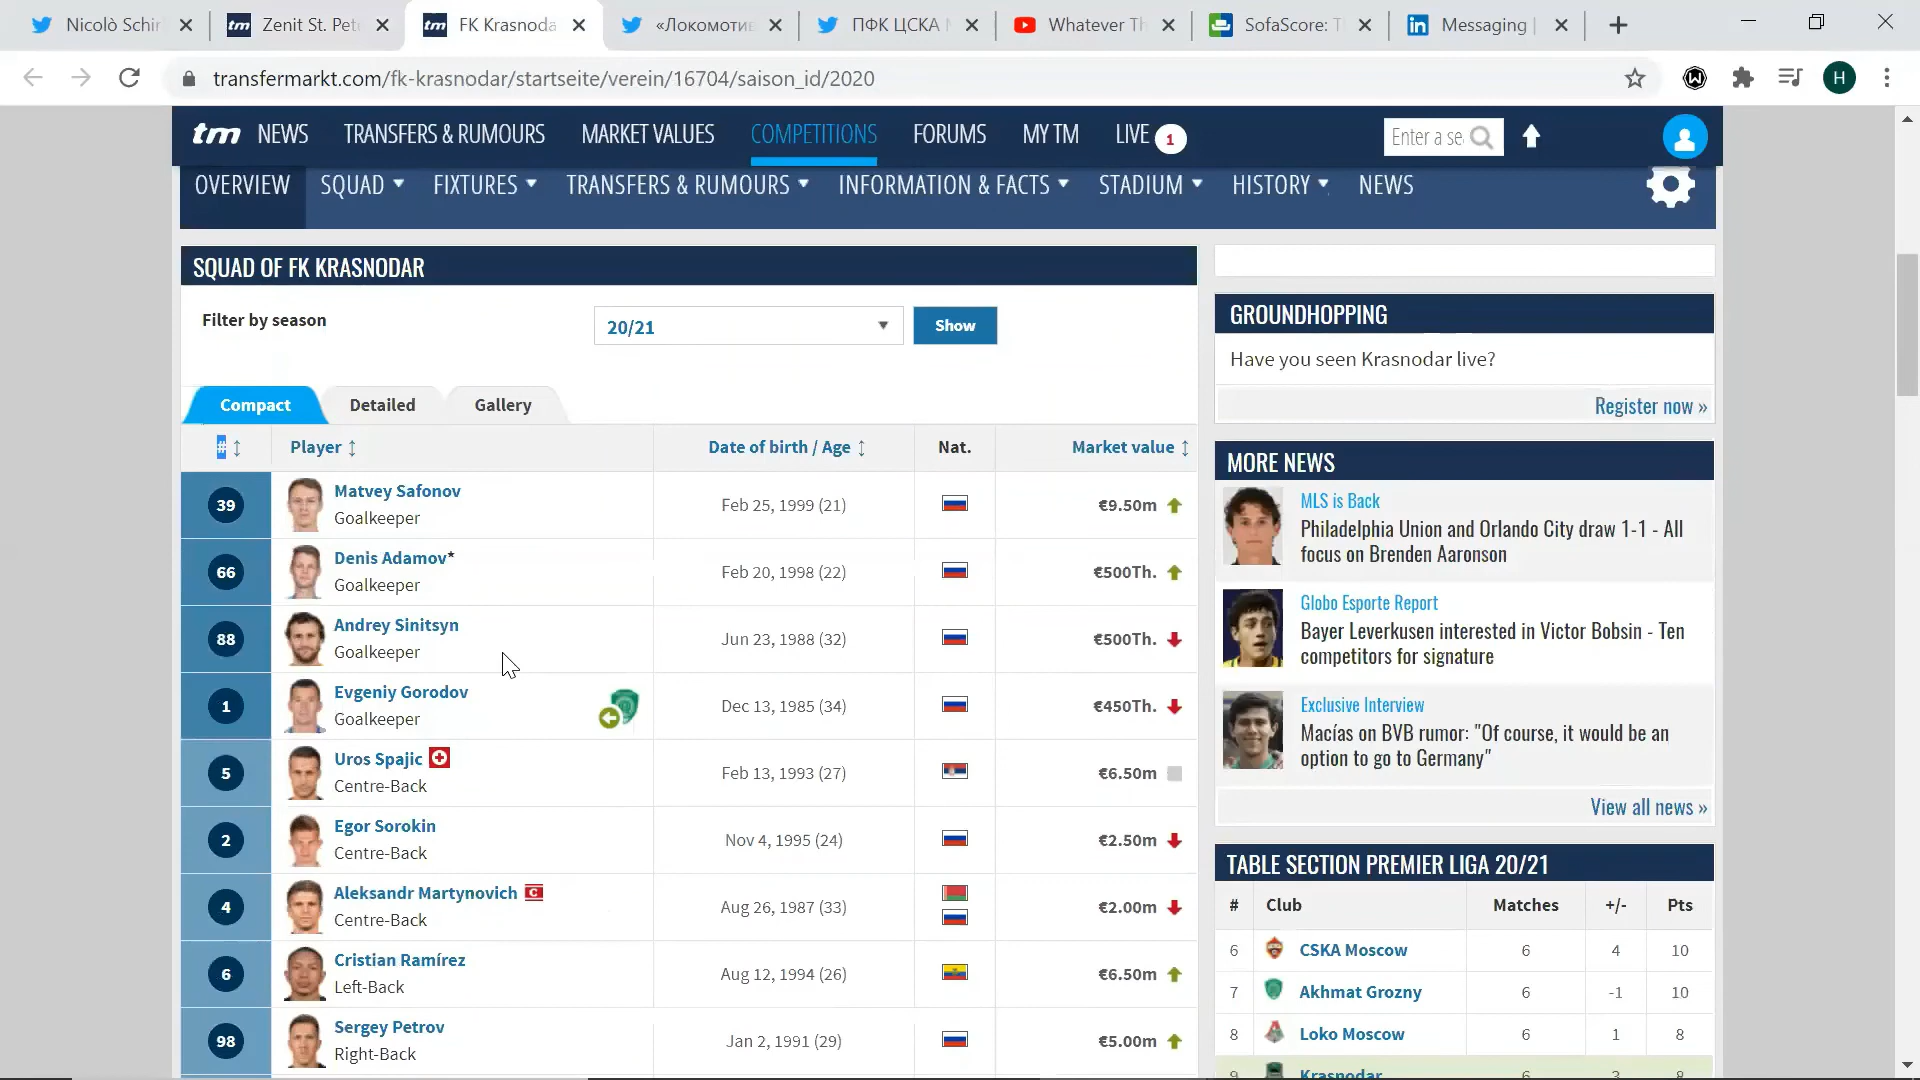 Nicolò Schir
Zenit St. Pet
FK Krasnoda
«Локомотив
ПФК ЦСКА
Whatever Th
SofaScore: T
Messaging |
transfermarkt.com/fk-krasnodar/startseite/verein/16704/saison_id/2020
H
tm NEWS TRANSFERS & RUMOURS MARKET VALUES COMPETITIONS FORUMS MY TM LIVE 1 Enter a se
OVERVIEW SQUAD FIXTURES TRANSFERS & RUMOURS INFORMATION & FACTS STADIUM HISTORY NEWS
SQUAD OF FK KRASNODAR
Filter by season
20/21
Show
Compact Detailed Gallery
# Player Date of birth / Age Nat. Market value
39 Matvey Safonov Feb 25, 1999 (21) €9.50m
Goalkeeper
66 Denis Adamov* Feb 20, 1998 (22) €500Th.
Goalkeeper
88 Andrey Sinitsyn Jun 23, 1988 (32) €500Th.
Goalkeeper
1 Evgeniy Gorodov Dec 13, 1985 (34) €450Th.
Goalkeeper
5 Uros Spajic Feb 13, 1993 (27) €6.50m
Centre-Back
2 Egor Sorokin Nov 4, 1995 (24) €2.50m
Centre-Back
4 Aleksandr Martynovich C Aug 26, 1987 (33) €2.00m
Centre-Back
6 Cristian Ramírez Aug 12, 1994 (26) €6.50m
Left-Back
98 Sergey Petrov Jan 2, 1991 (29) €5.00m
Right-Back
GROUNDHOPPING
Have you seen Krasnodar live?
Register now »
MORE NEWS
MLS is Back
Philadelphia Union and Orlando City draw 1-1 - All
focus on Brenden Aaronson
Globo Esporte Report
Bayer Leverkusen interested in Victor Bobsin - Ten
competitors for signature
Exclusive Interview
Macías on BVB rumor: "Of course, it would be an
option to go to Germany"
View all news »
TABLE SECTION PREMIER LIGA 20/21
# Club Matches +/- Pts
6 CSKA Moscow 6 4 10
7 Akhmat Grozny 6 -1 10
8 Loko Moscow 6 1 8
9 Krasnodar 6 3 8